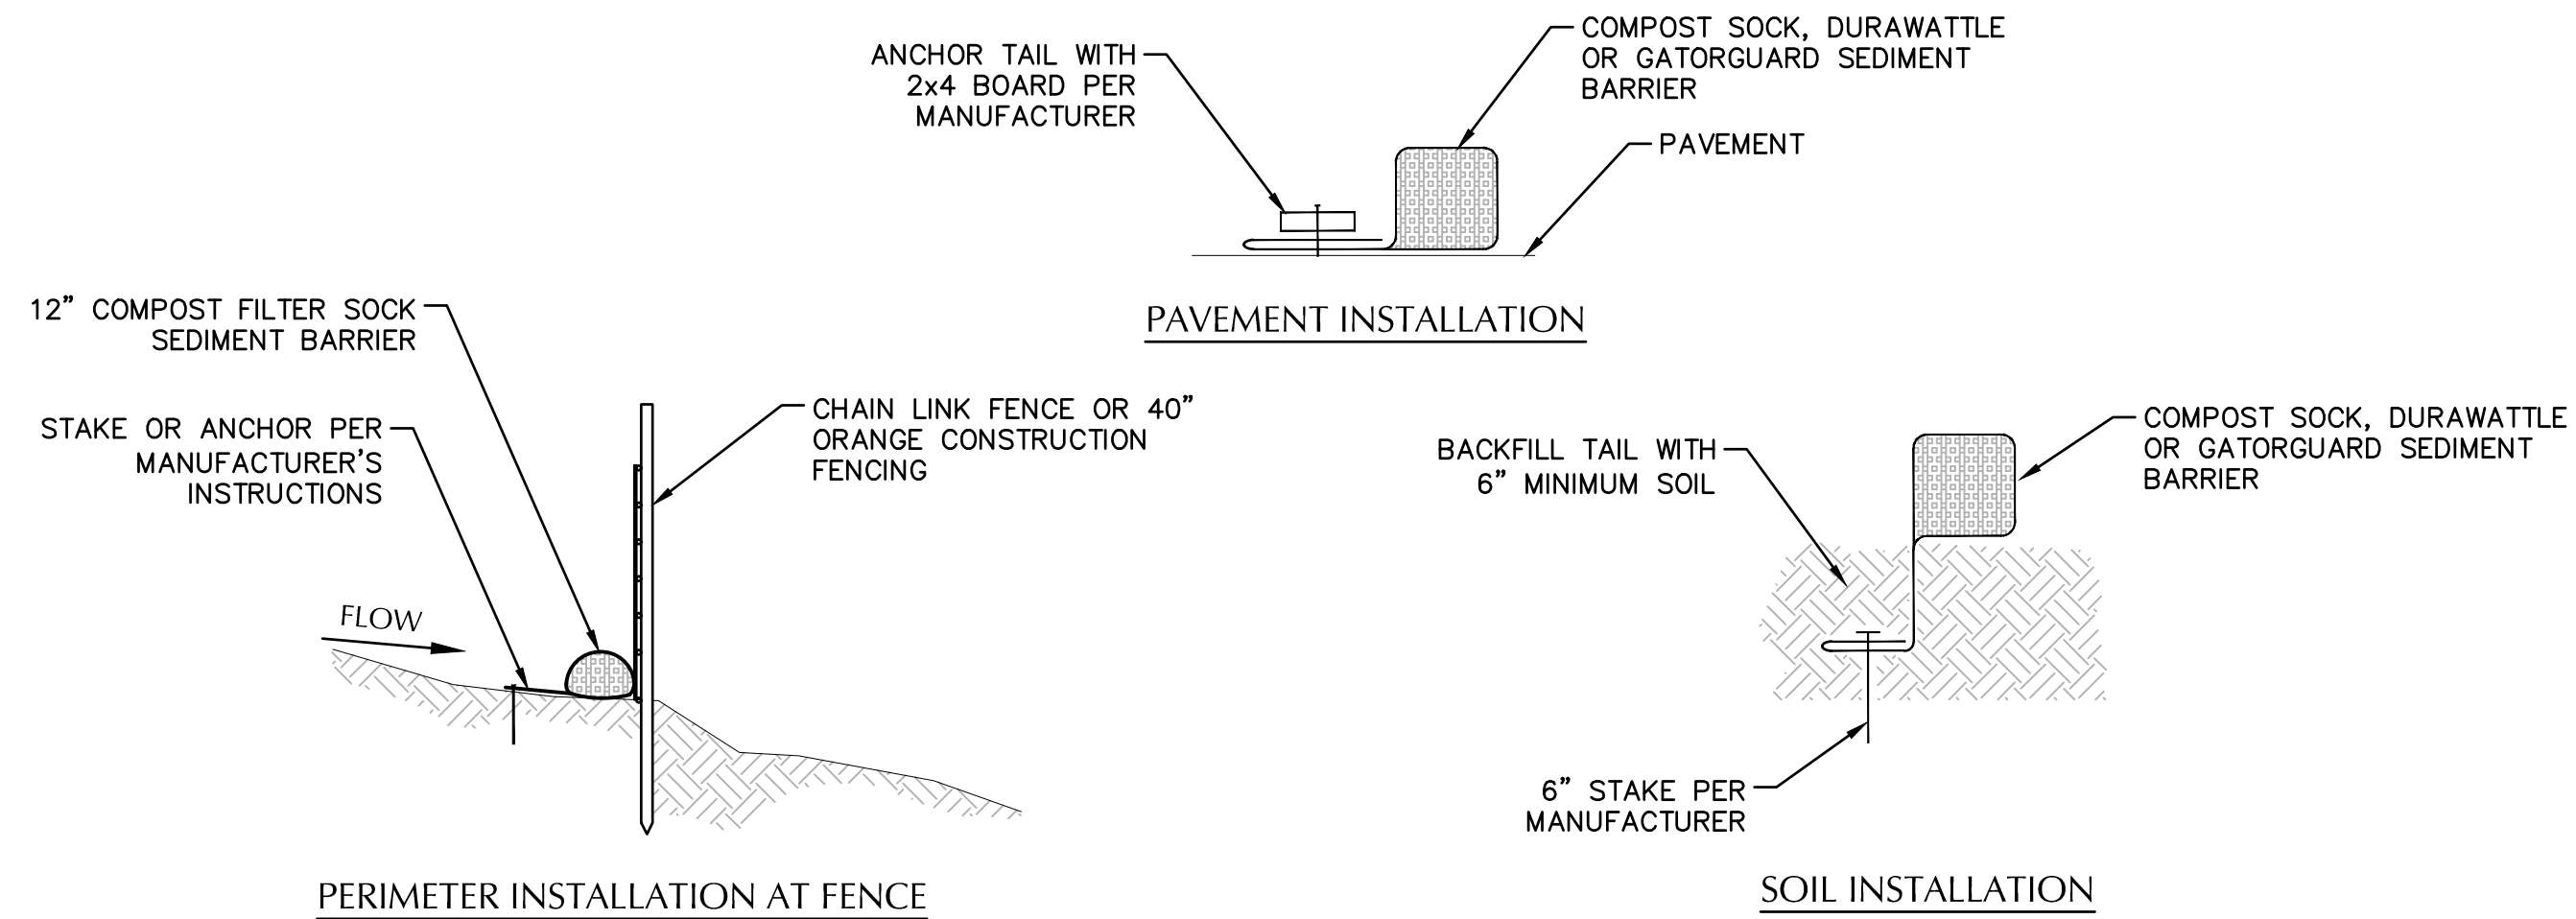 ANCHOR TAIL WITH
2x4 BOARD PER
MANUFACTURER
COMPOST SOCK, DURAWATTLE
OR GATORGUARD SEDIMENT
BARRIER
PAVEMENT
PAVEMENT INSTALLATION
12” COMPOST FILTER SOCK
SEDIMENT BARRIER
STAKE OR ANCHOR PER
MANUFACTURER’S
INSTRUCTIONS
CHAIN LINK FENCE OR 40”
ORANGE CONSTRUCTION
FENCING
FLOW
PERIMETER INSTALLATION AT FENCE
BACKFILL TAIL WITH
6” MINIMUM SOIL
COMPOST SOCK, DURAWATTLE
OR GATORGUARD SEDIMENT
BARRIER
6” STAKE PER
MANUFACTURER
SOIL INSTALLATION